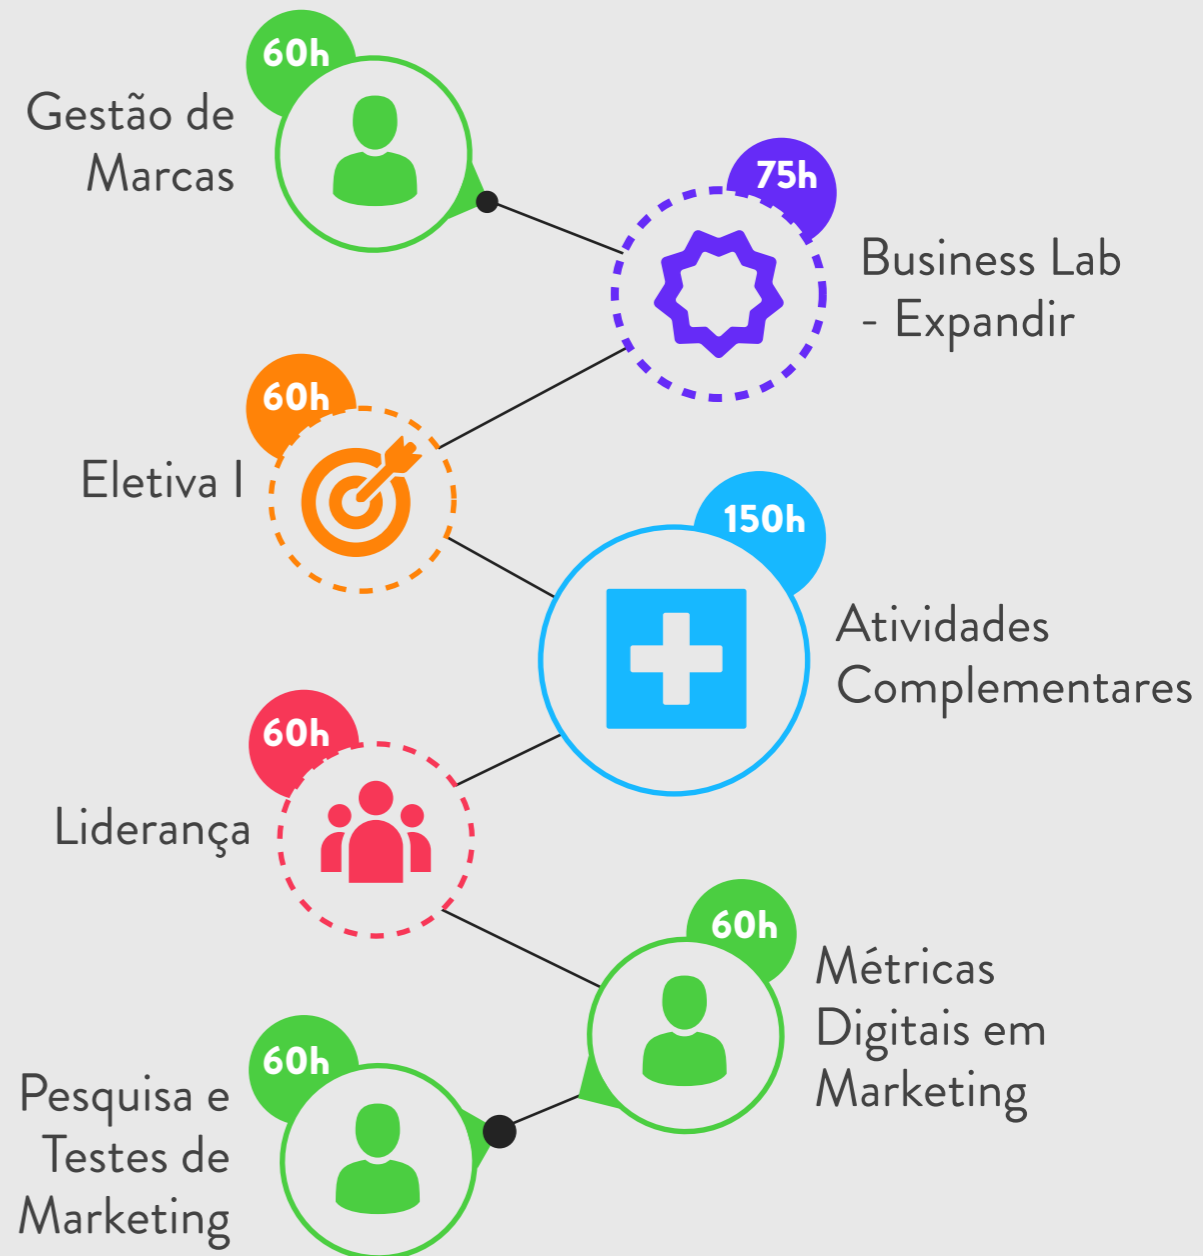 60h
Gestão de
Marcas
75h
Business Lab
- Expandir
60h
Eletiva I
150h
Atividades
Complementares
60h
Liderança
60h
Métricas
Digitais em
Marketing
60h
Pesquisa e
Testes de
Marketing